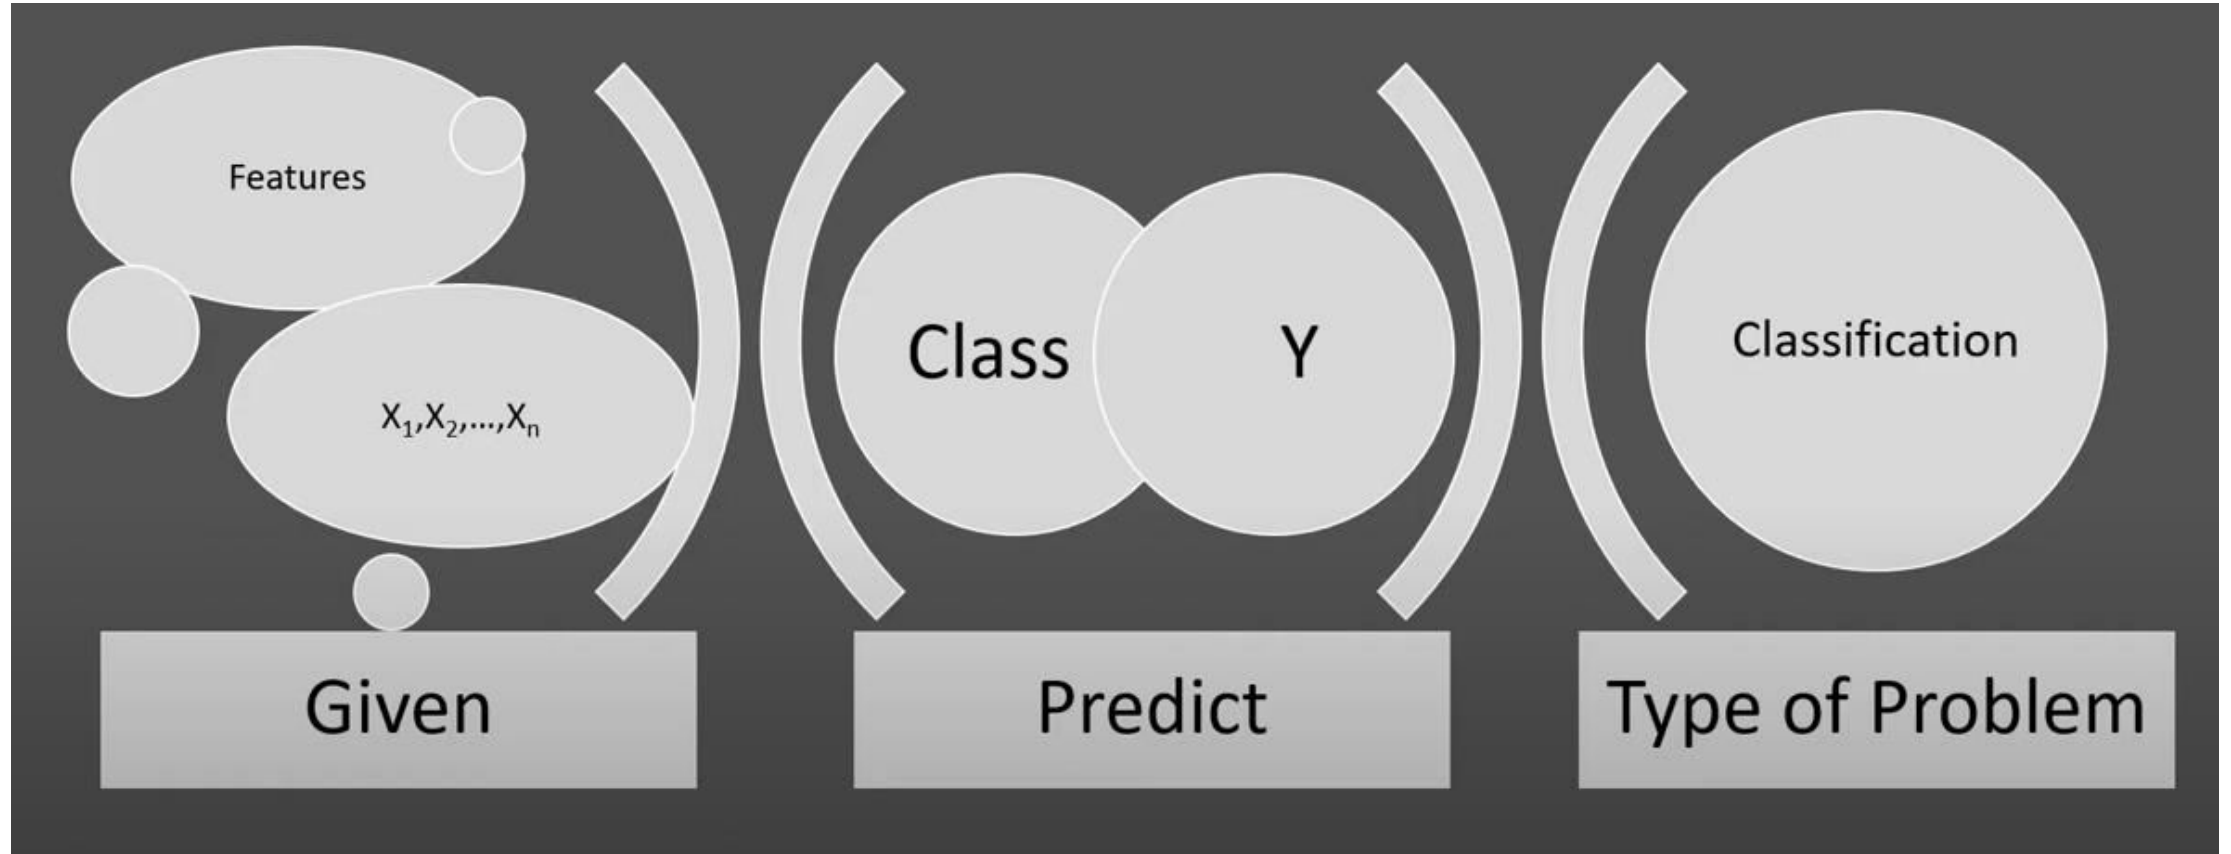 Features
X₁,X₂,...,Xₙ
Given
Class
Y
Predict
Classification
Type of Problem